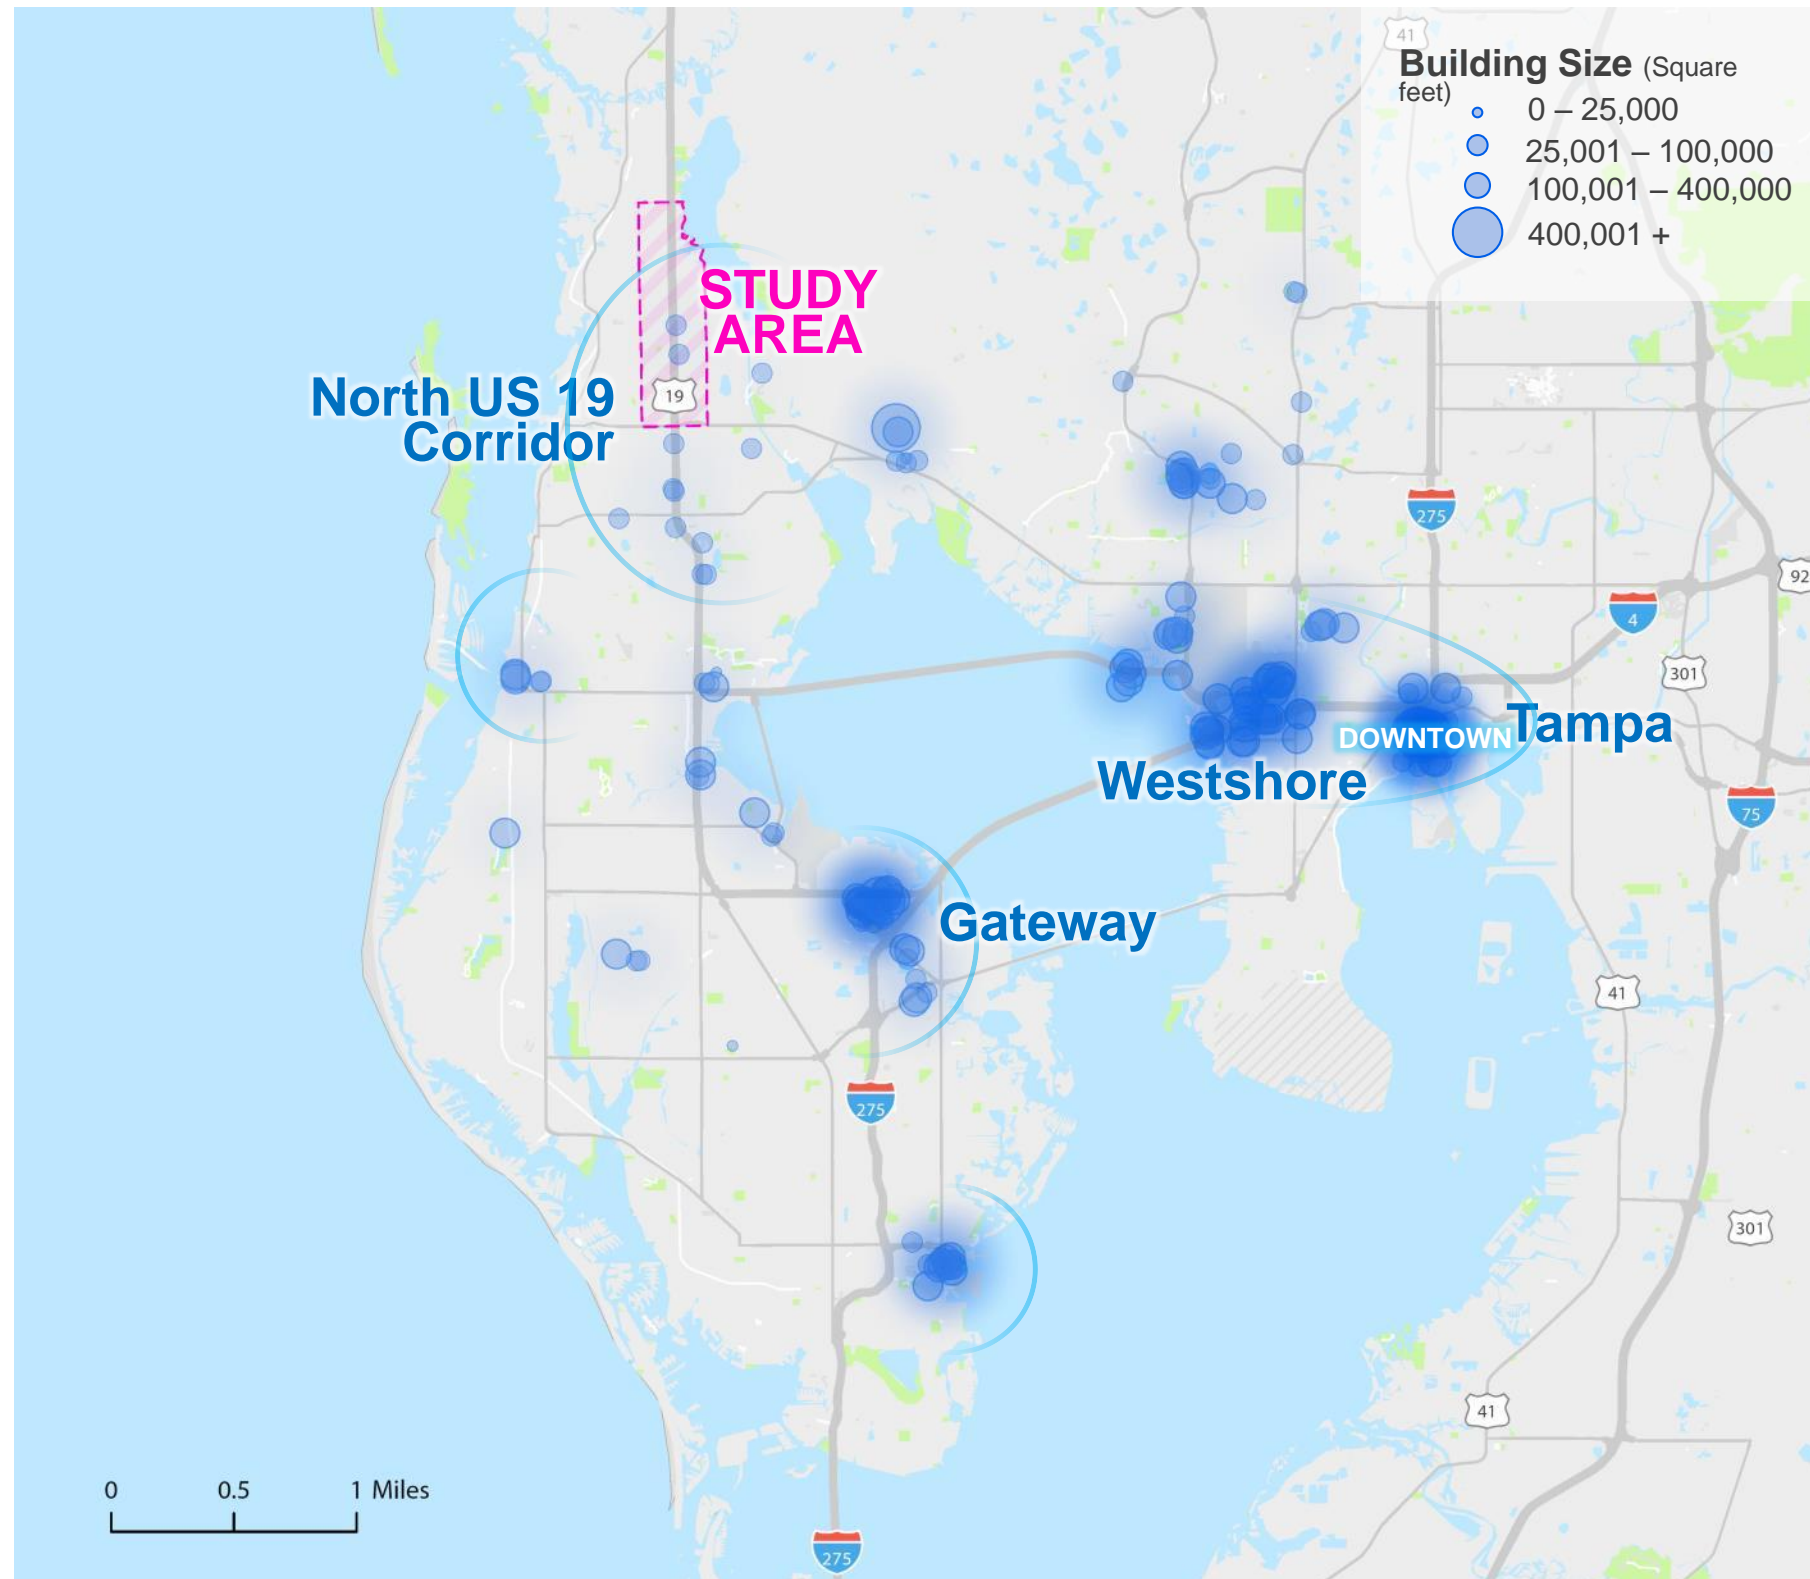 41
Building Size (Square
feet)
0 – 25,000
25,001 – 100,000
100,001 – 400,000
400,001 +
STUDY
AREA
North US 19
Corridor
19
275
92
4
301
Tampa
DOWNTOWN
Westshore
75
Gateway
41
275
301
41
0 0.5 1 Miles
275